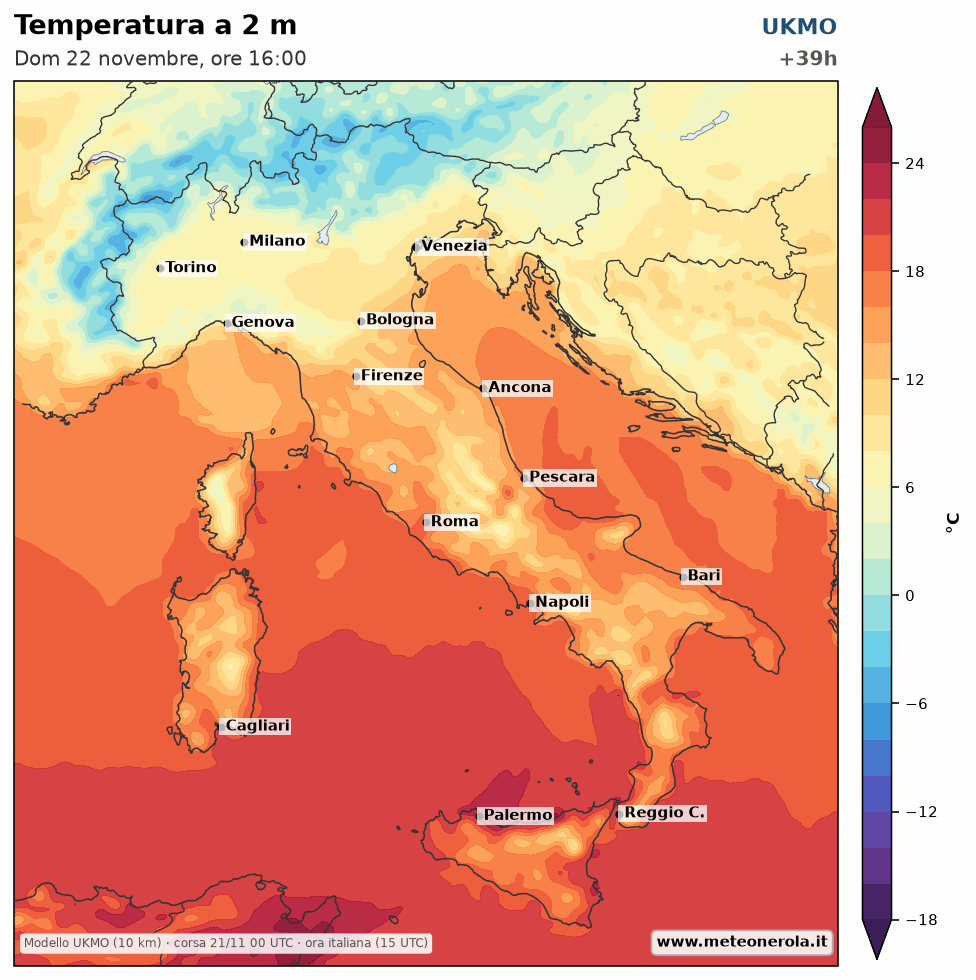 Temperatura a 2 m
UKMO
Dom 22 novembre, ore 16:00
+39h
Milano
Venezia
Torino
Genova
Bologna
Firenze
Ancona
Pescara
Roma
Bari
Napoli
Cagliari
Palermo
Reggio C.
24
18
12
6
0
−6
−12
−18
°C
Modello UKMO (10 km) · corsa 21/11 00 UTC · ora italiana (15 UTC)
www.meteonerola.it